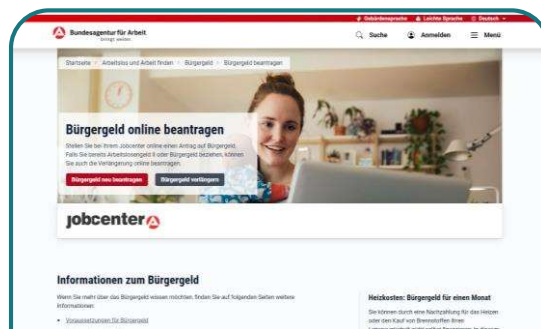 Gebärdensprache Leichte Sprache Deutsch
Bundesagentur für Arbeit
bringt weiter.
Suche Anmelden Menü
Startseite Arbeitslos und Arbeit finden Bürgergeld Bürgergeld beantragen
Bürgergeld online beantragen
Stellen Sie bei Ihrem Jobcenter online einen Antrag auf Bürgergeld.
Falls Sie bereits Arbeitslosengeld II oder Bürgergeld beziehen, können
Sie auch die Verlängerung online beantragen.
Bürgergeld neu beantragen Bürgergeld verlängern
jobcenter
Informationen zum Bürgergeld
Wenn Sie mehr über das Bürgergeld wissen möchten, finden Sie auf folgenden Seiten weitere
Informationen:
Voraussetzungen für Bürgergeld
Heizkosten: Bürgergeld für einen Monat
Sie können durch eine Nachzahlung für das Heizen
oder den Kauf von Brennstoffen Ihren